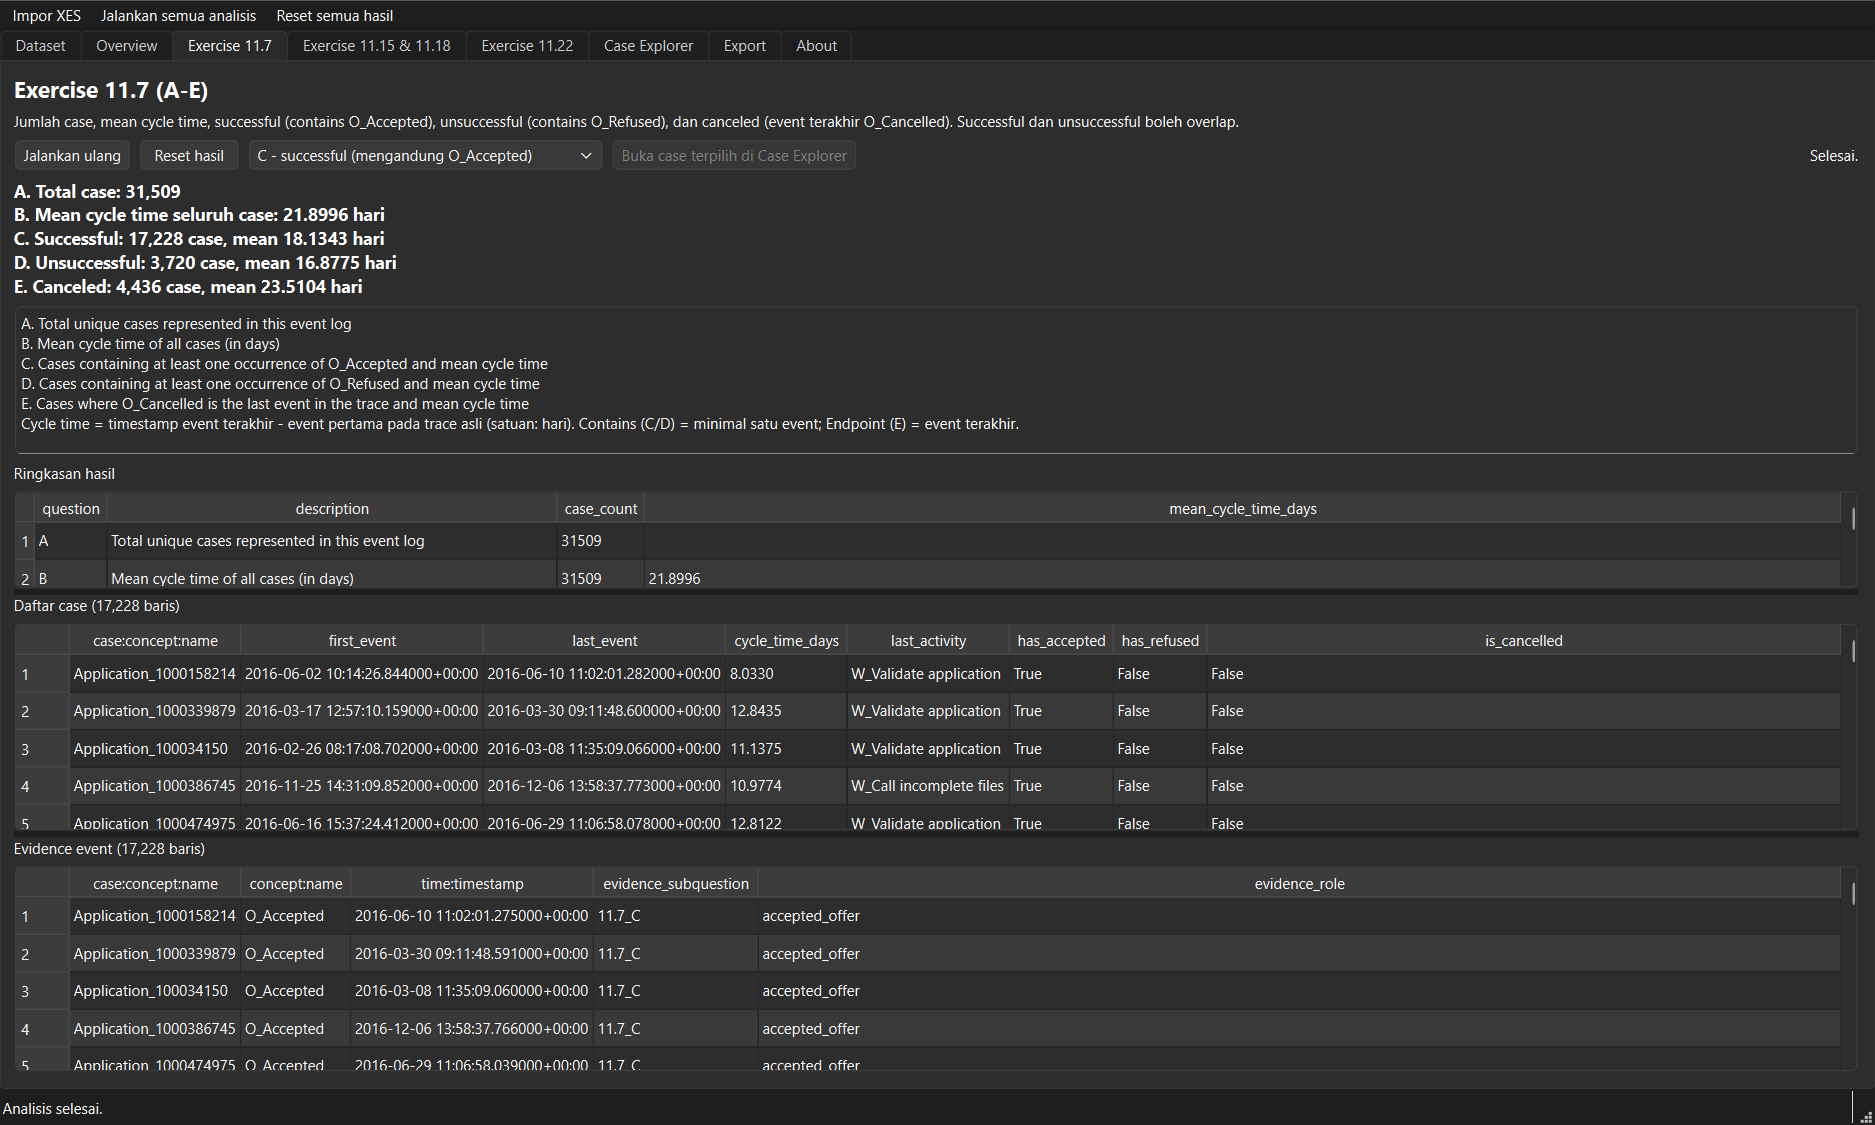 Impor XES Jalankan semua analisis Reset semua hasil
Dataset Overview Exercise 11.7 Exercise 11.15 & 11.18 Exercise 11.22 Case Explorer Export About
Exercise 11.7 (A-E)
Jumlah case, mean cycle time, successful (contains O_Accepted), unsuccessful (contains O_Refused), dan canceled (event terakhir O_Cancelled). Successful dan unsuccessful boleh overlap.
Jalankan ulang Reset hasil C - successful (mengandung O_Accepted) Buka case terpilih di Case Explorer Selesai.
A. Total case: 31,509
B. Mean cycle time seluruh case: 21.8996 hari
C. Successful: 17,228 case, mean 18.1343 hari
D. Unsuccessful: 3,720 case, mean 16.8775 hari
E. Canceled: 4,436 case, mean 23.5104 hari
A. Total unique cases represented in this event log
B. Mean cycle time of all cases (in days)
C. Cases containing at least one occurrence of O_Accepted and mean cycle time
D. Cases containing at least one occurrence of O_Refused and mean cycle time
E. Cases where O_Cancelled is the last event in the trace and mean cycle time
Cycle time = timestamp event terakhir - event pertama pada trace asli (satuan: hari). Contains (C/D) = minimal satu event; Endpoint (E) = event terakhir.
Ringkasan hasil
question description case_count mean_cycle_time_days
1 A Total unique cases represented in this event log 31509
2 B Mean cycle time of all cases (in days) 31509 21.8996
Daftar case (17,228 baris)
case:concept:name first_event last_event cycle_time_days last_activity has_accepted has_refused is_cancelled
1 Application_1000158214 2016-06-02 10:14:26.844000+00:00 2016-06-10 11:02:01.282000+00:00 8.0330 W_Validate application True False False
2 Application_1000339879 2016-03-17 12:57:10.159000+00:00 2016-03-30 09:11:48.600000+00:00 12.8435 W_Validate application True False False
3 Application_100034150 2016-02-26 08:17:08.702000+00:00 2016-03-08 11:35:09.066000+00:00 11.1375 W_Validate application True False False
4 Application_1000386745 2016-11-25 14:31:09.852000+00:00 2016-12-06 13:58:37.773000+00:00 10.9774 W_Call incomplete files True False False
5 Application_1000474975 2016-06-16 15:37:24.412000+00:00 2016-06-29 11:06:58.078000+00:00 12.8122 W_Validate application True False False
Evidence event (17,228 baris)
case:concept:name concept:name time:timestamp evidence_subquestion evidence_role
1 Application_1000158214 O_Accepted 2016-06-10 11:02:01.275000+00:00 11.7_C accepted_offer
2 Application_1000339879 O_Accepted 2016-03-30 09:11:48.591000+00:00 11.7_C accepted_offer
3 Application_100034150 O_Accepted 2016-03-08 11:35:09.060000+00:00 11.7_C accepted_offer
4 Application_1000386745 O_Accepted 2016-12-06 13:58:37.766000+00:00 11.7_C accepted_offer
5 Application_1000474975 O_Accepted 2016-06-29 11:06:58.039000+00:00 11.7_C accepted_offer
Analisis selesai.